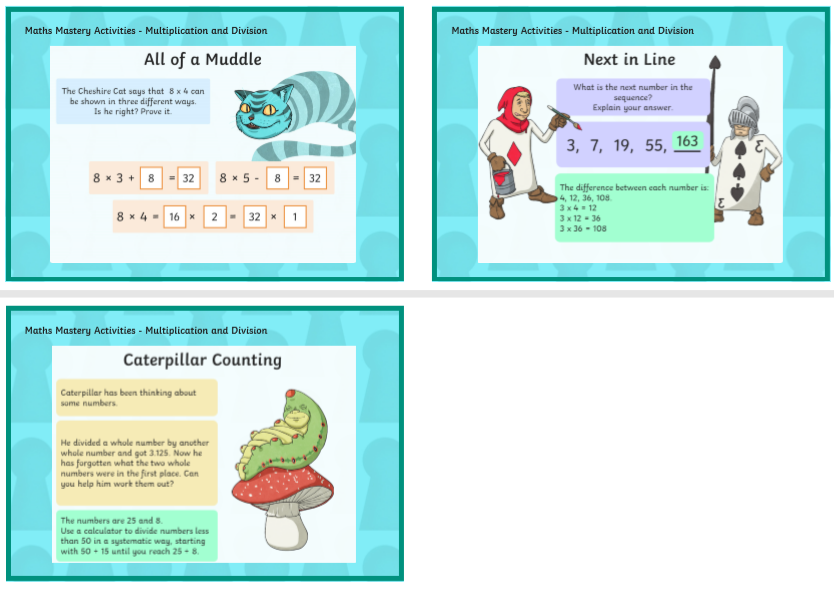 Maths Mastery Activities - Multiplication and Division
All of a Muddle
The Cheshire Cat says that 8 x 4 can
be shown in three different ways.
Is he right? Prove it.
8 × 3 + 8 = 32
8 × 5 - 8 = 32
8 × 4 = 16 × 2 = 32 × 1
Maths Mastery Activities - Multiplication and Division
Next in Line
What is the next number in the
sequence?
Explain your answer.
3, 7, 19, 55, 163
The difference between each number is:
4, 12, 36, 108.
3 x 4 = 12
3 x 12 = 36
3 x 36 = 108
3
3
Maths Mastery Activities - Multiplication and Division
Caterpillar Counting
Caterpillar has been thinking about
some numbers.
He divided a whole number by another
whole number and got 3.125. Now he
has forgotten what the two whole
numbers were in the first place. Can
you help him work them out?
The numbers are 25 and 8.
Use a calculator to divide numbers less
than 50 in a systematic way, starting
with 50 ÷ 15 until you reach 25 ÷ 8.